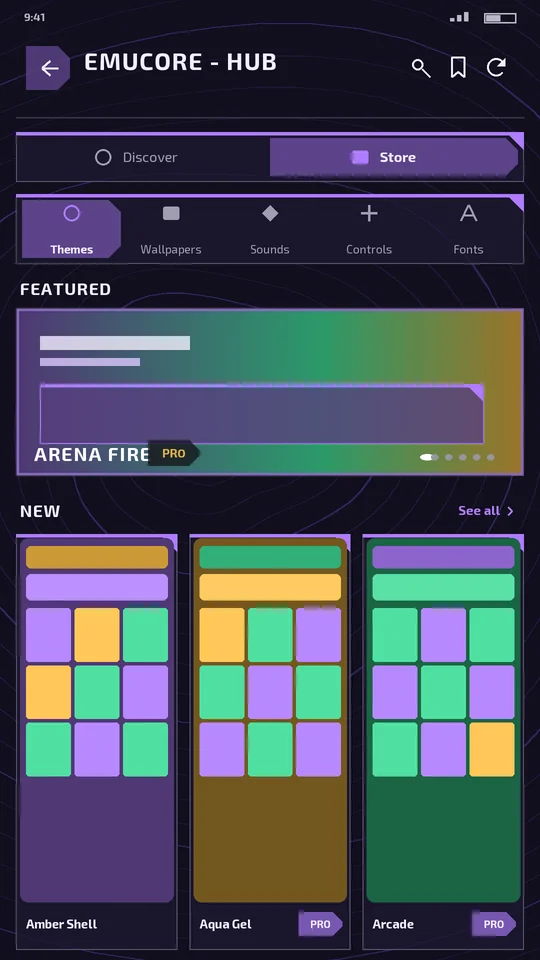 9:41
EMUCORE - HUB
Discover
Store
Themes
Wallpapers
Sounds
Controls
Fonts
FEATURED
ARENA FIRE
PRO
NEW
See all
Amber Shell
Aqua Gel
PRO
Arcade
PRO